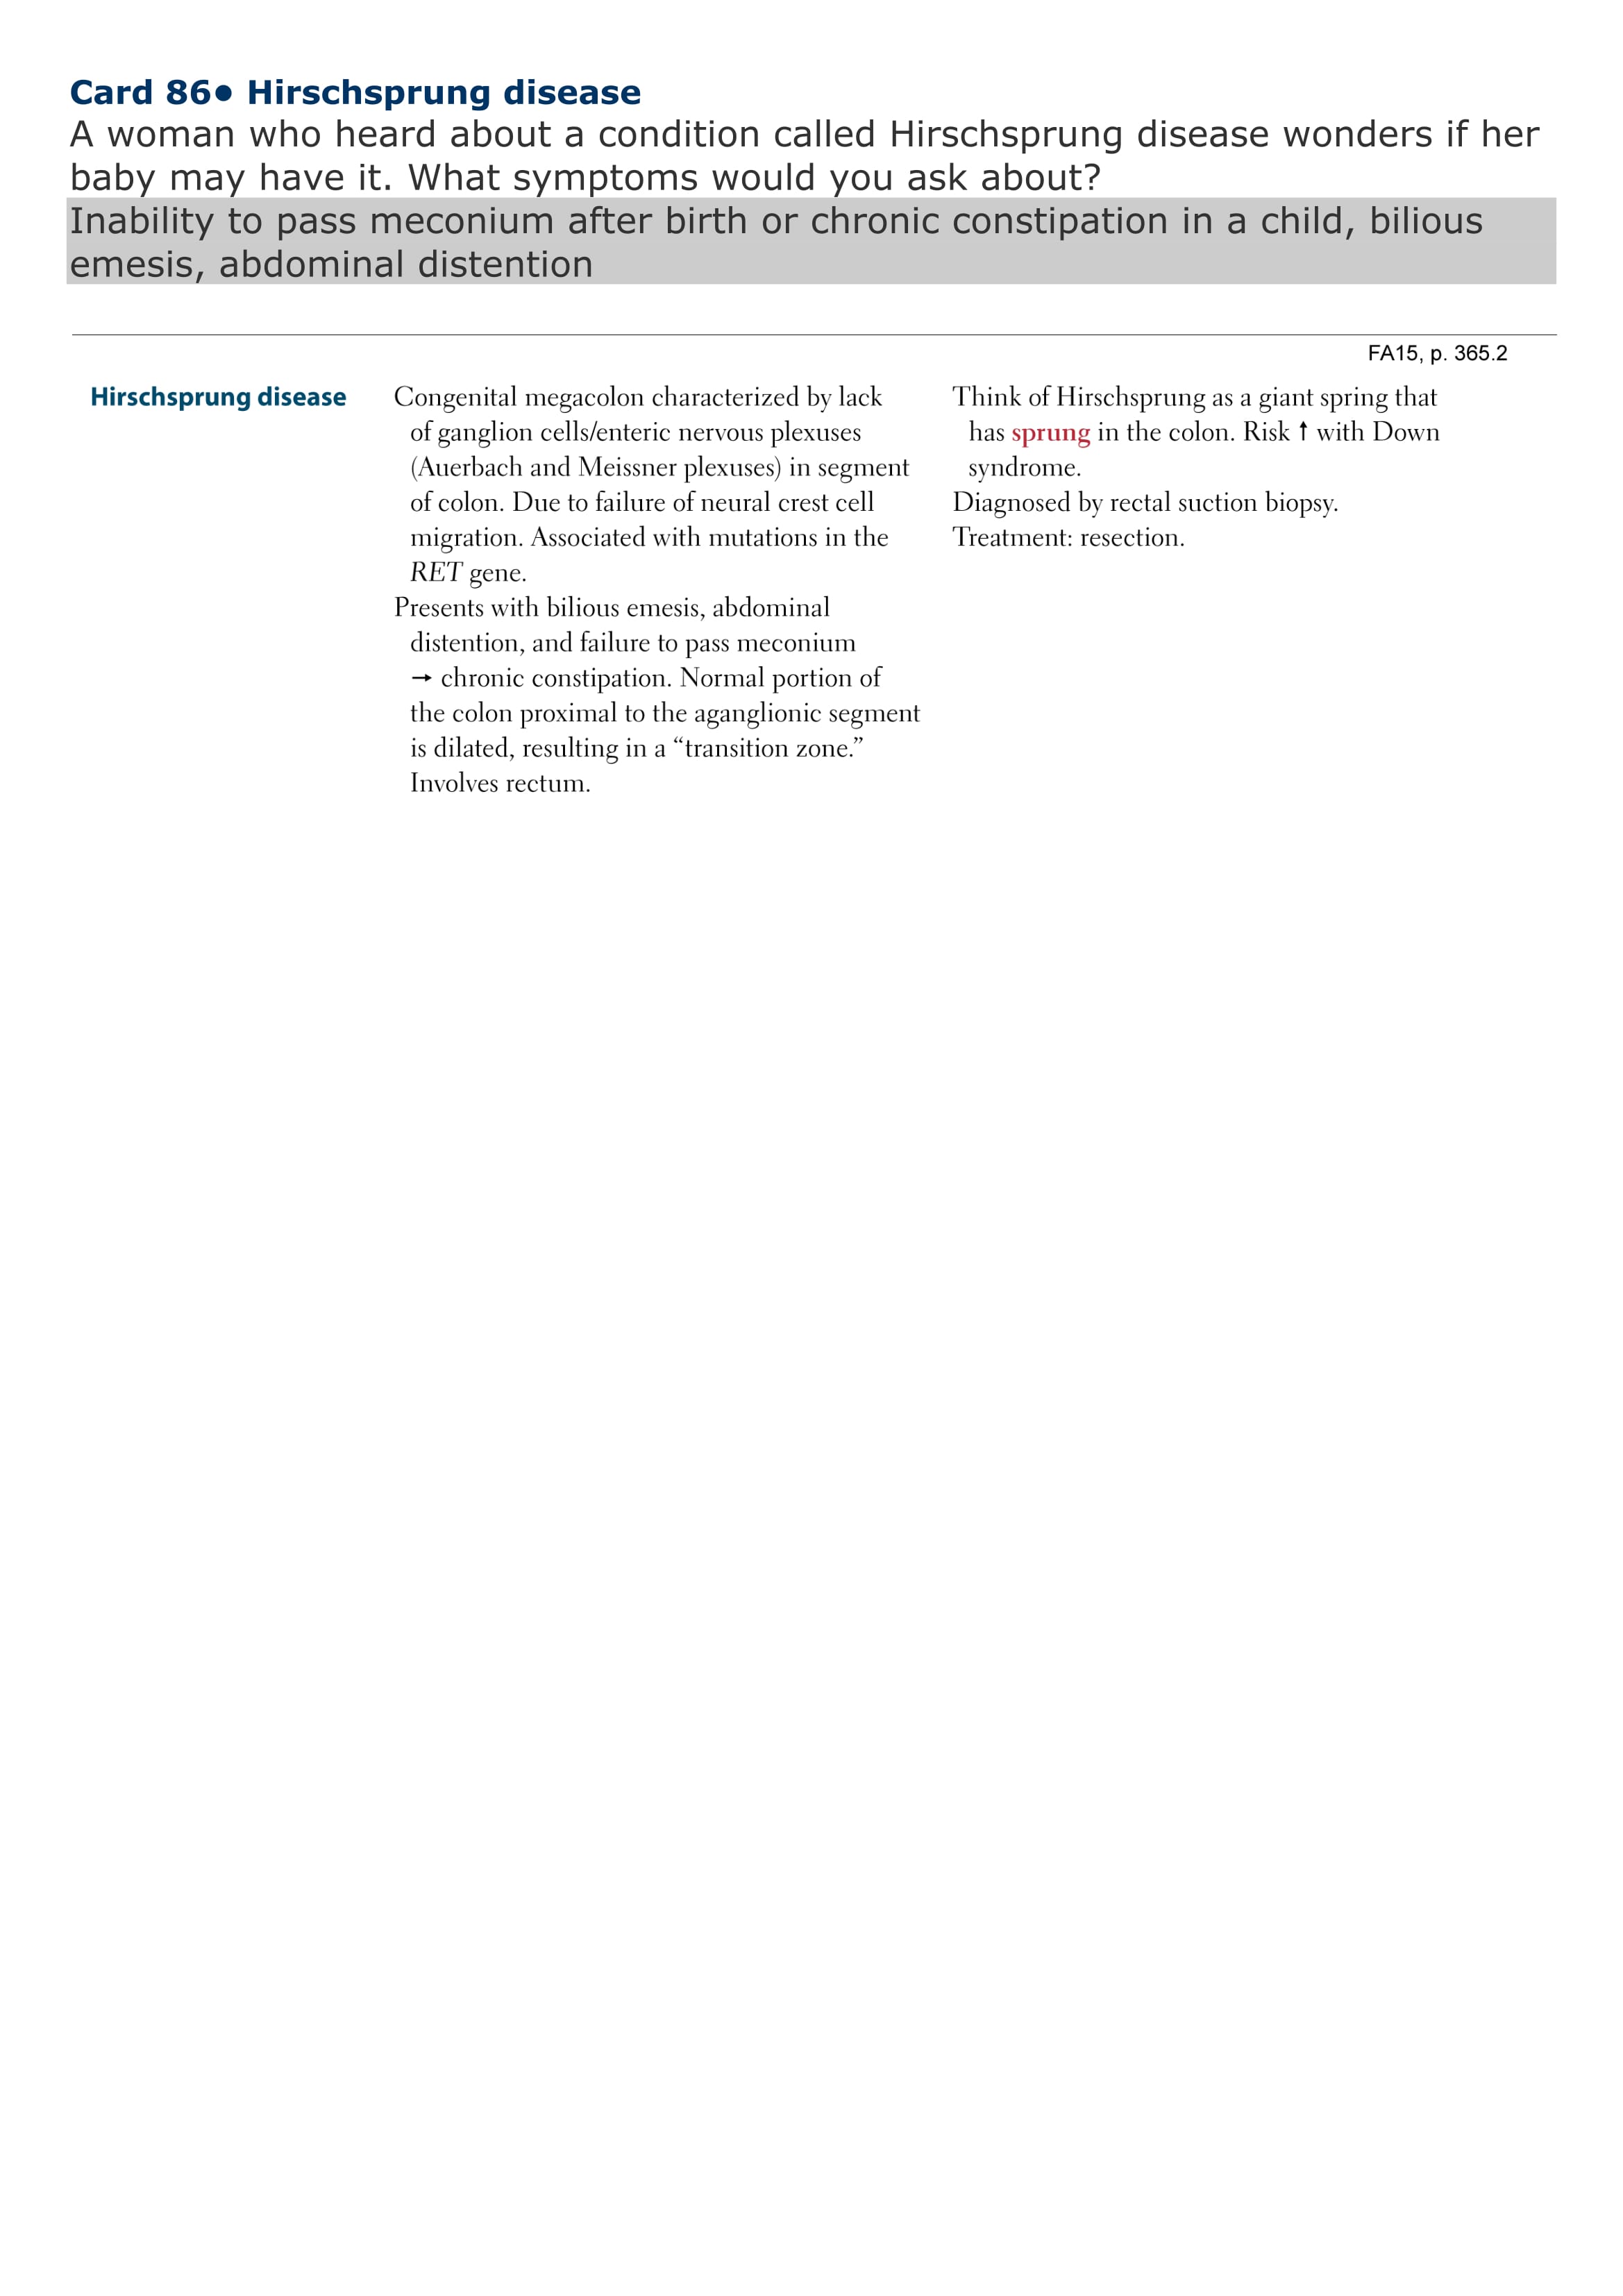 Card 86● Hirschsprung disease
A woman who heard about a condition called Hirschsprung disease wonders if her
baby may have it. What symptoms would you ask about?
Inability to pass meconium after birth or chronic constipation in a child, bilious
emesis, abdominal distention
FA15, p. 365.2
Hirschsprung disease
Congenital megacolon characterized by lack
of ganglion cells/enteric nervous plexuses
(Auerbach and Meissner plexuses) in segment
of colon. Due to failure of neural crest cell
migration. Associated with mutations in the
RET gene.
Presents with bilious emesis, abdominal
distention, and failure to pass meconium
→ chronic constipation. Normal portion of
the colon proximal to the aganglionic segment
is dilated, resulting in a “transition zone.”
Involves rectum.
Think of Hirschsprung as a giant spring that
has sprung in the colon. Risk ↑ with Down
syndrome.
Diagnosed by rectal suction biopsy.
Treatment: resection.